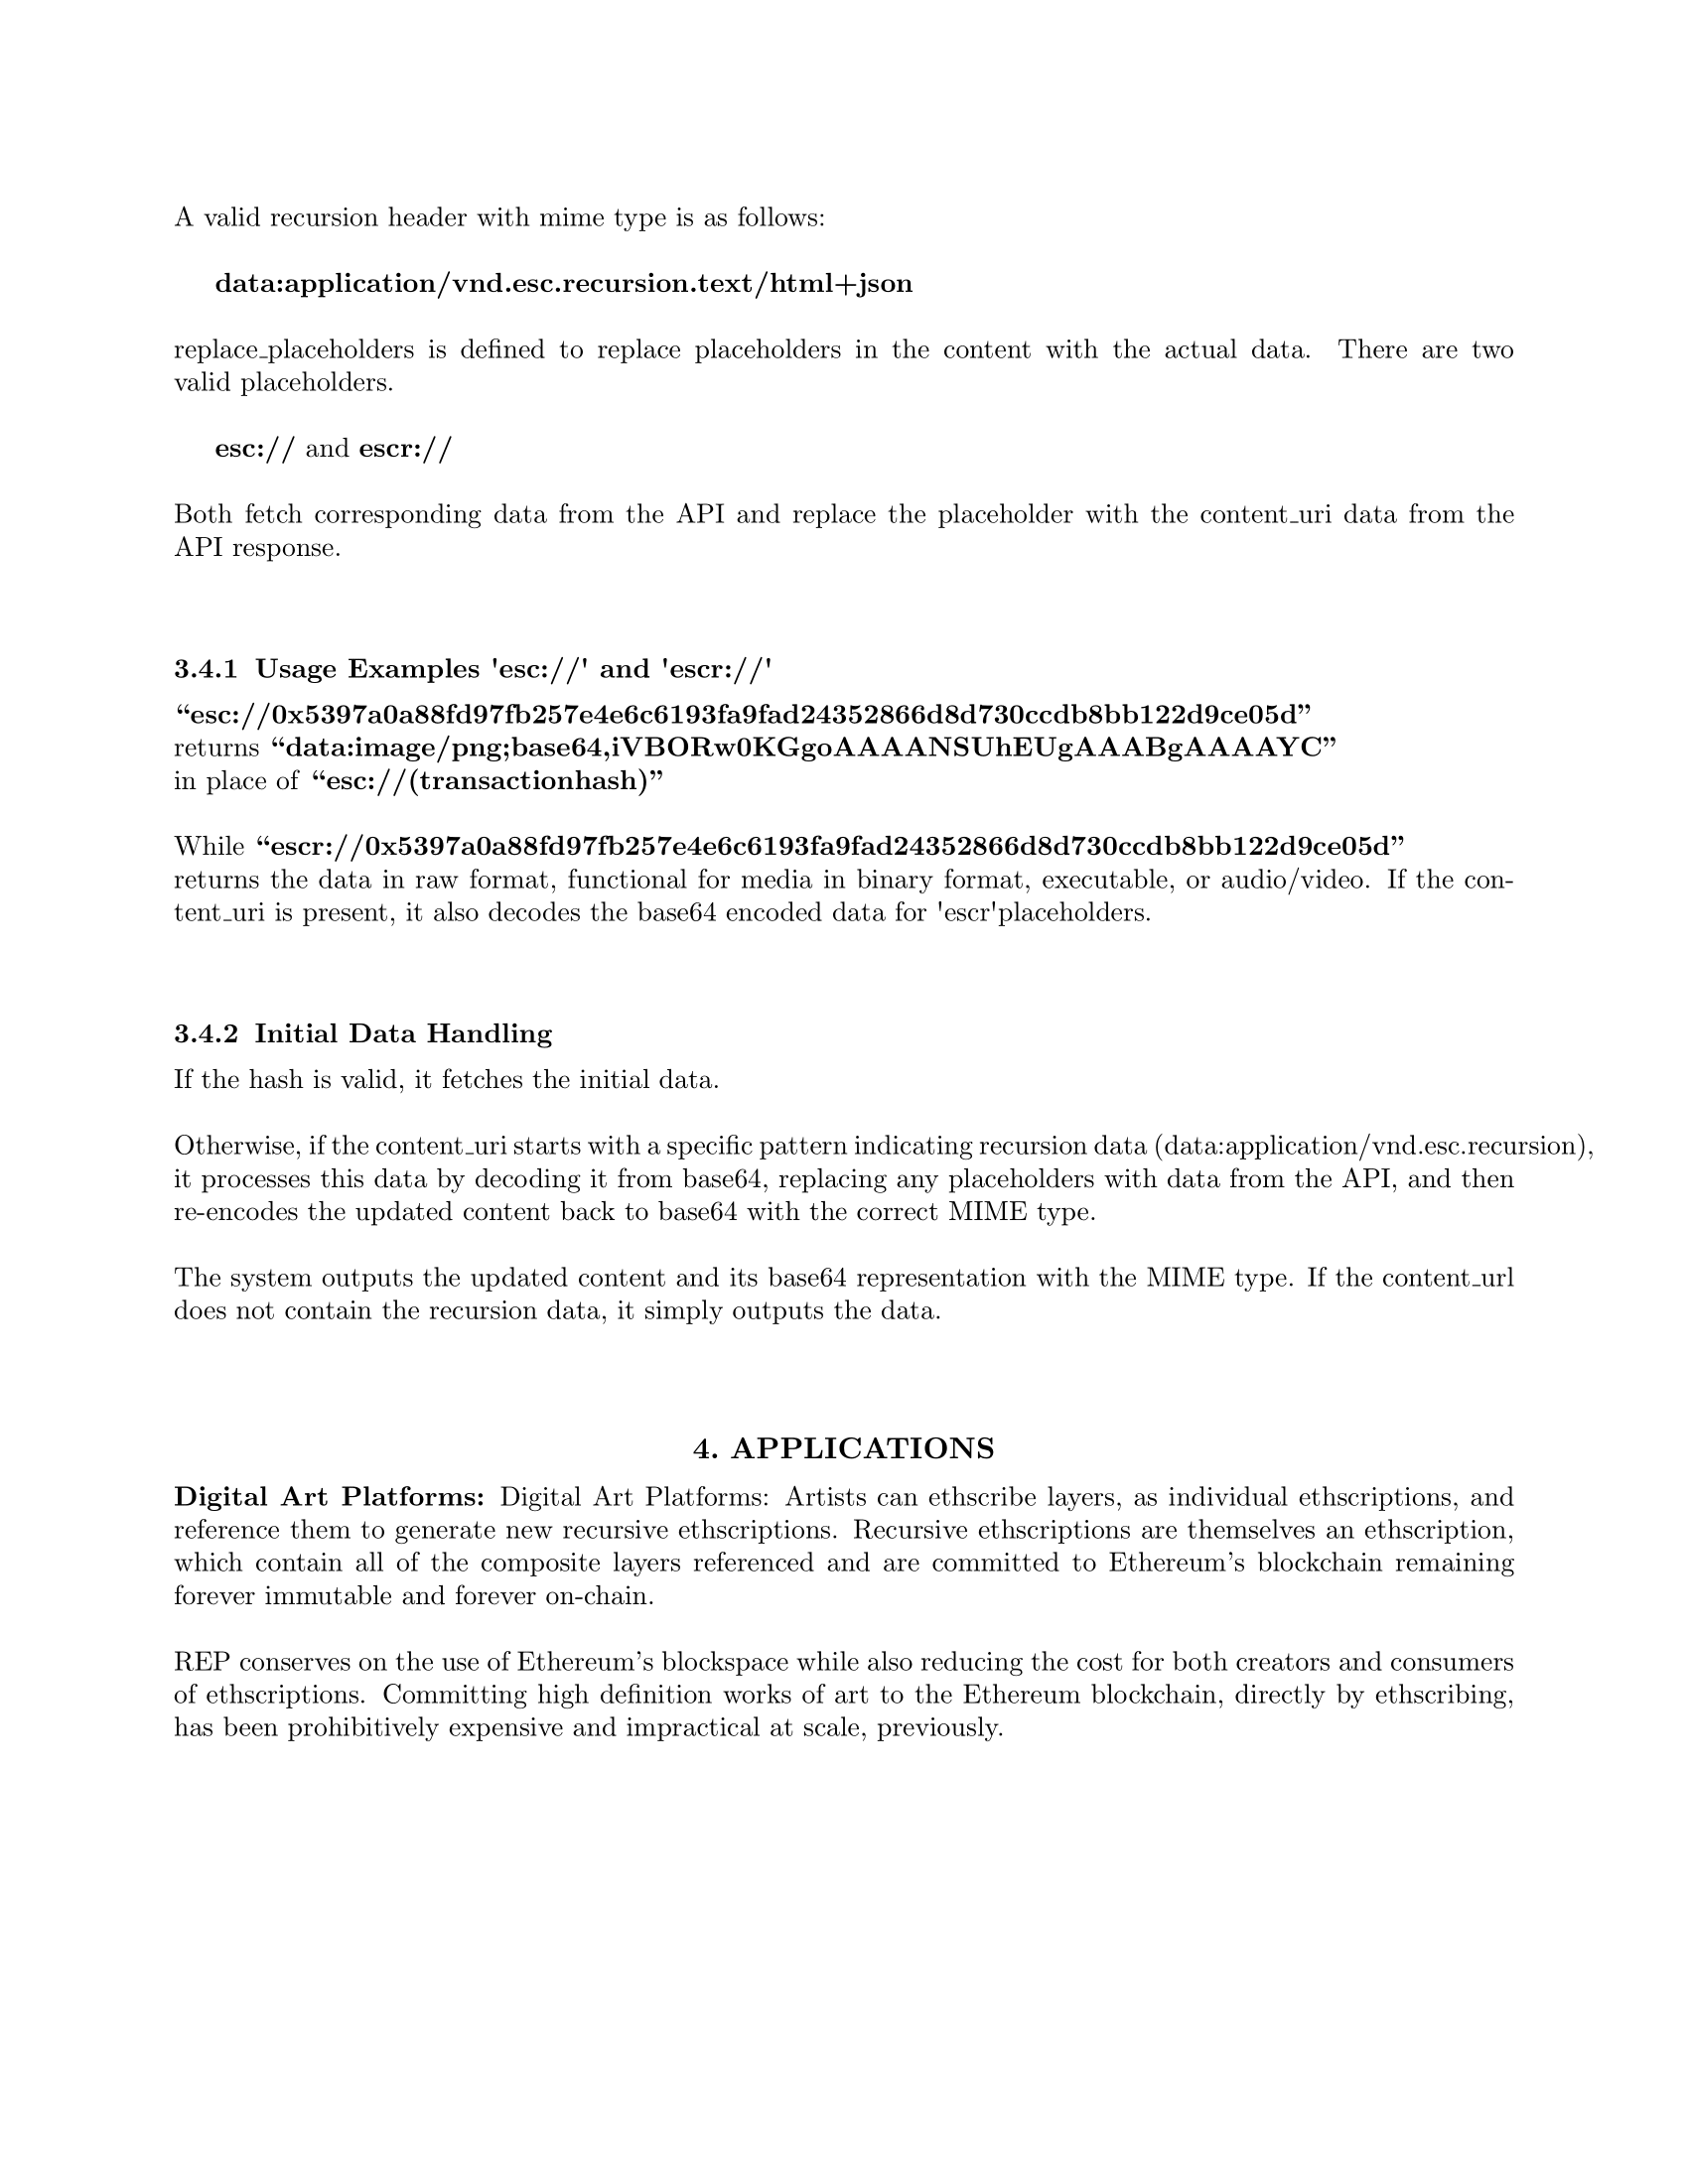 A valid recursion header with mime type is as follows:
data:application/vnd.esc.recursion.text/html+json
replace_placeholders is defined to replace placeholders in the content with the actual data. There are two
valid placeholders.
esc:// and escr://
Both fetch corresponding data from the API and replace the placeholder with the content_uri data from the
API response.
3.4.1 Usage Examples 'esc://' and 'escr://'
“esc://0x5397a0a88fd97fb257e4e6c6193fa9fad24352866d8d730ccdb8bb122d9ce05d”
returns “data:image/png;base64,iVBORw0KGgoAAAANSUhEUgAAABgAAAAYC”
in place of “esc://(transactionhash)”
While “escr://0x5397a0a88fd97fb257e4e6c6193fa9fad24352866d8d730ccdb8bb122d9ce05d”
returns the data in raw format, functional for media in binary format, executable, or audio/video. If the con-
tent_uri is present, it also decodes the base64 encoded data for 'escr'placeholders.
3.4.2 Initial Data Handling
If the hash is valid, it fetches the initial data.
Otherwise, if the content_uri starts with a specific pattern indicating recursion data (data:application/vnd.esc.recursion),
it processes this data by decoding it from base64, replacing any placeholders with data from the API, and then
re-encodes the updated content back to base64 with the correct MIME type.
The system outputs the updated content and its base64 representation with the MIME type. If the content_url
does not contain the recursion data, it simply outputs the data.
4. APPLICATIONS
Digital Art Platforms: Digital Art Platforms: Artists can ethscribe layers, as individual ethscriptions, and
reference them to generate new recursive ethscriptions. Recursive ethscriptions are themselves an ethscription,
which contain all of the composite layers referenced and are committed to Ethereum’s blockchain remaining
forever immutable and forever on-chain.
REP conserves on the use of Ethereum’s blockspace while also reducing the cost for both creators and consumers
of ethscriptions. Committing high definition works of art to the Ethereum blockchain, directly by ethscribing,
has been prohibitively expensive and impractical at scale, previously.